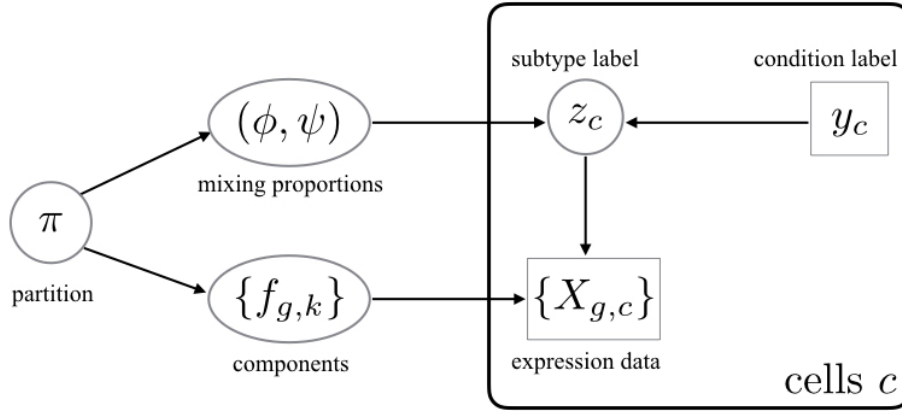 subtype label
condition label
(ϕ, ψ)
z_c
y_c
mixing proportions
π
partition
{f_{g,k}}
{X_{g,c}}
components
expression data
cells c